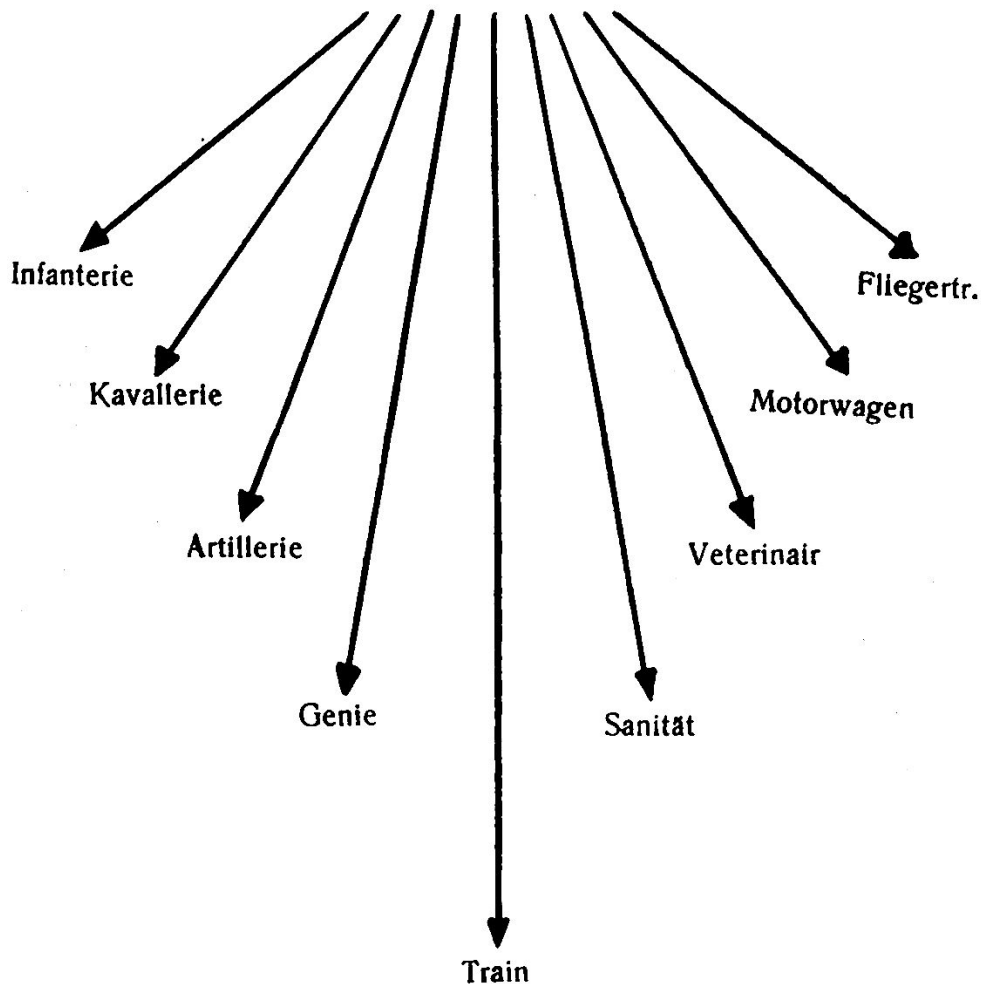 Infanterie
Fliegertr.
Kavallerie
Motorwagen
Artillerie
Veterinair
Genie
Sanität
Train